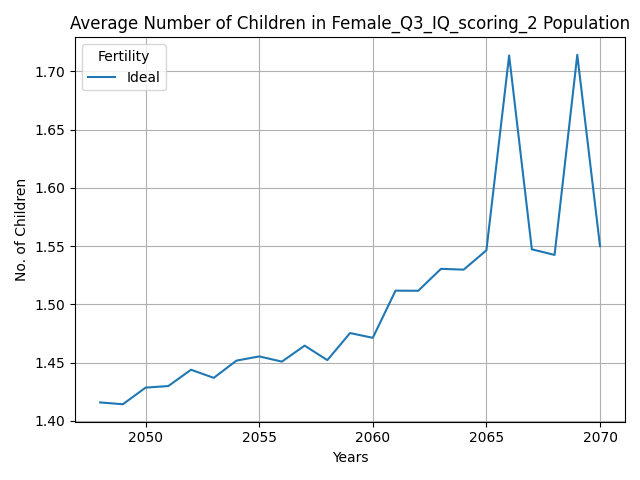 Average Number of Children in Female_Q3_IQ_scoring_2 Population
Fertility
Ideal
No. of Children
1.70
1.65
1.60
1.55
1.50
1.45
1.40
2050 2055 2060 2065 2070
Years